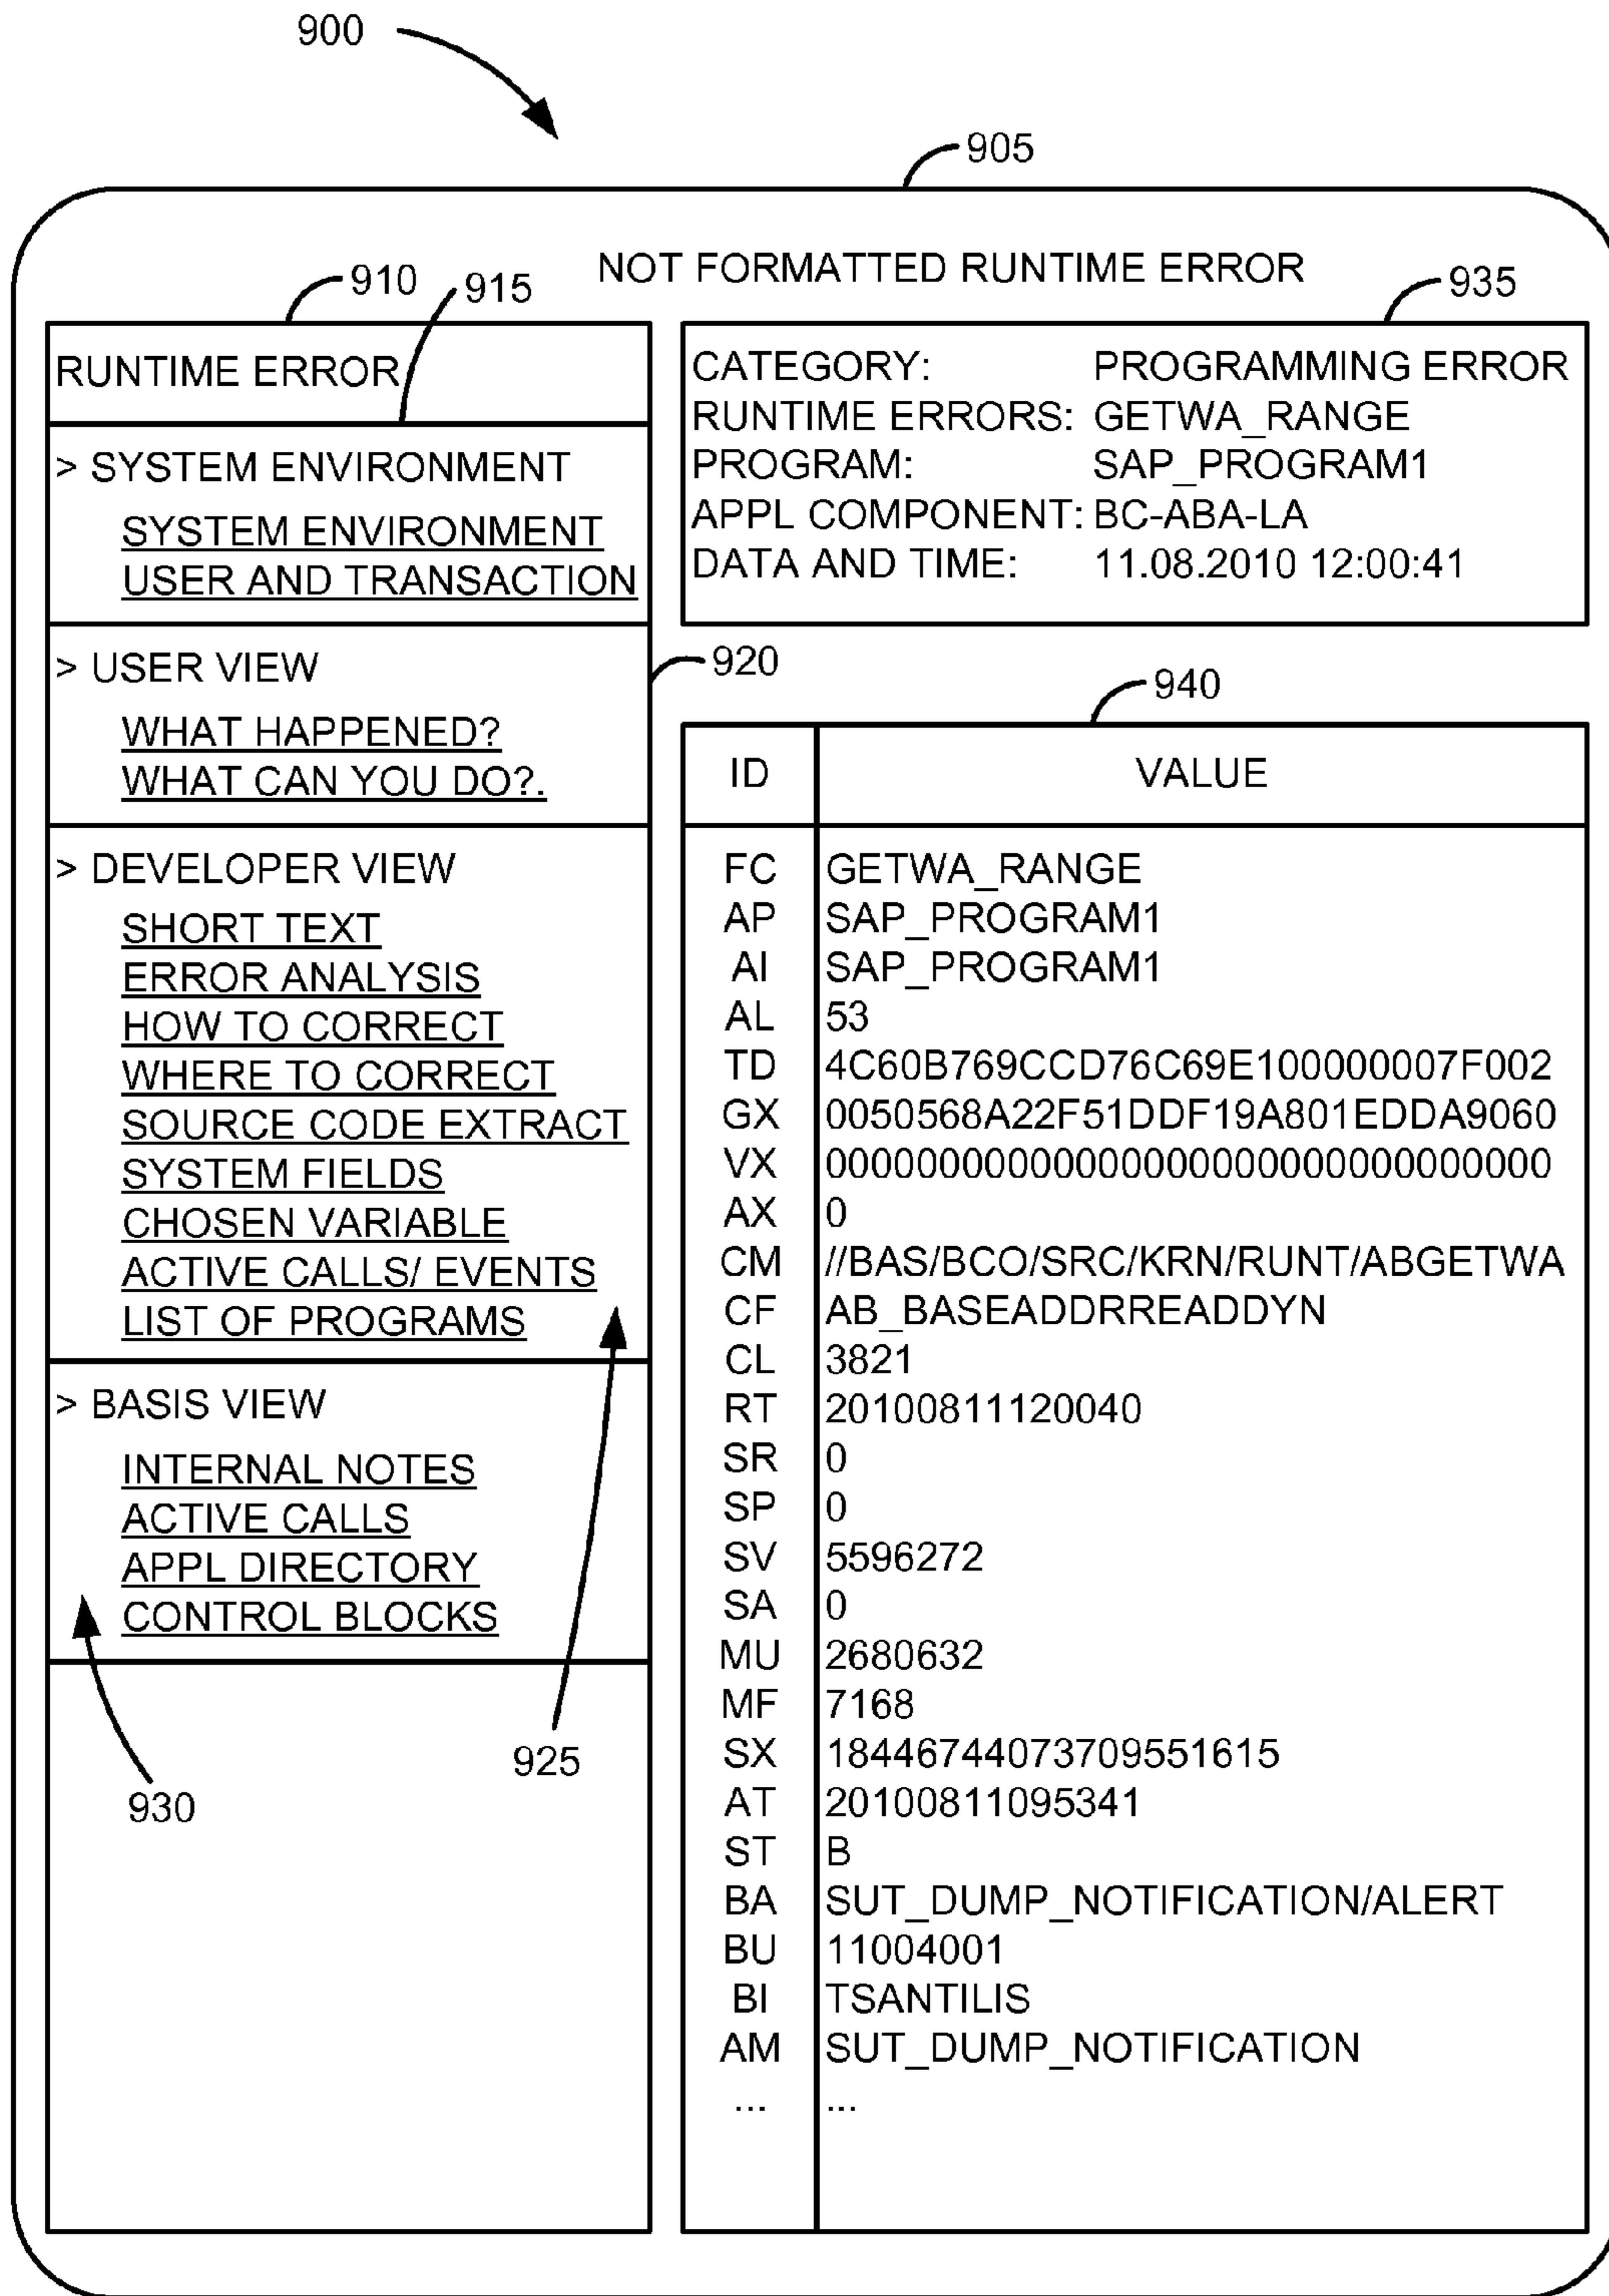 900
905
NOT FORMATTED RUNTIME ERROR
910
915
RUNTIME ERROR
> SYSTEM ENVIRONMENT
SYSTEM ENVIRONMENT
USER AND TRANSACTION
920
> USER VIEW
WHAT HAPPENED?
WHAT CAN YOU DO?.
> DEVELOPER VIEW
SHORT TEXT
ERROR ANALYSIS
HOW TO CORRECT
WHERE TO CORRECT
SOURCE CODE EXTRACT
SYSTEM FIELDS
CHOSEN VARIABLE
ACTIVE CALLS/ EVENTS
LIST OF PROGRAMS
> BASIS VIEW
INTERNAL NOTES
ACTIVE CALLS
APPL DIRECTORY
CONTROL BLOCKS
925
930
935
CATEGORY: PROGRAMMING ERROR
RUNTIME ERRORS: GETWA_RANGE
PROGRAM: SAP_PROGRAM1
APPL COMPONENT: BC-ABA-LA
DATA AND TIME: 11.08.2010 12:00:41
940
ID VALUE
FC GETWA_RANGE
AP SAP_PROGRAM1
AI SAP_PROGRAM1
AL 53
TD 4C60B769CCD76C69E100000007F002
GX 0050568A22F51DDF19A801EDDA9060
VX 00000000000000000000000000000000
AX 0
CM //BAS/BCO/SRC/KRN/RUNT/ABGETWA
CF AB_BASEADDRREADDYN
CL 3821
RT 20100811120040
SR 0
SP 0
SV 5596272
SA 0
MU 2680632
MF 7168
SX 18446744073709551615
AT 20100811095341
ST B
BA SUT_DUMP_NOTIFICATION/ALERT
BU 11004001
BI TSANTILIS
AM SUT_DUMP_NOTIFICATION
... ...